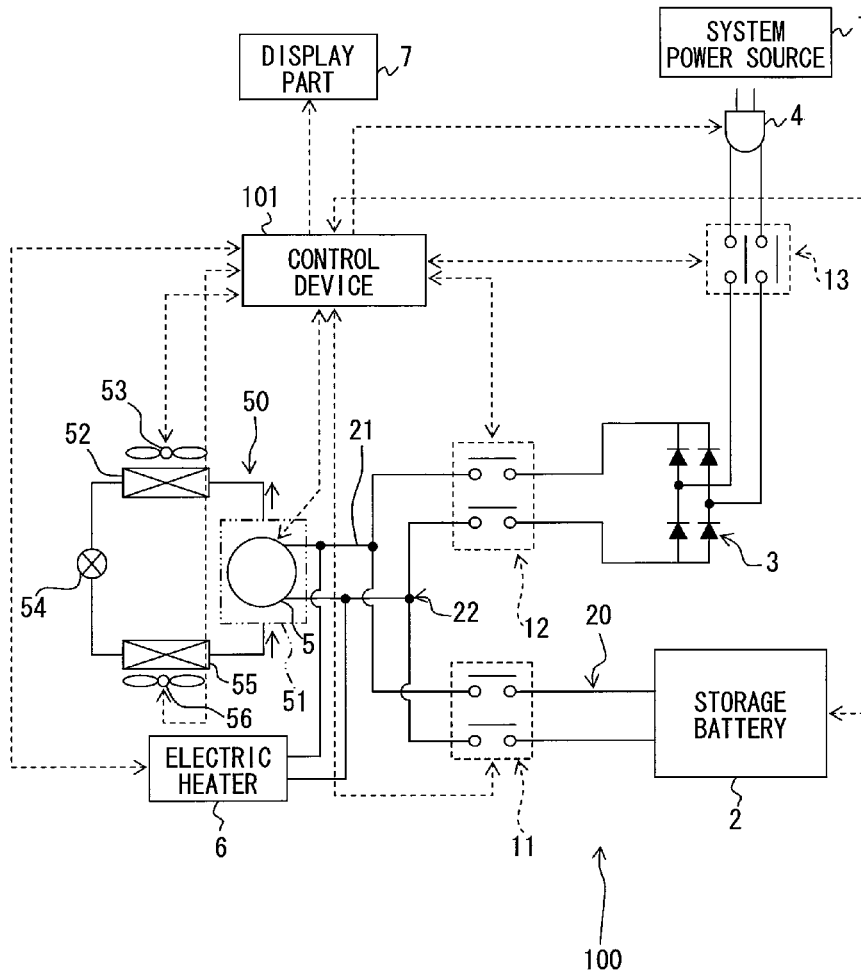 SYSTEM
POWER SOURCE
DISPLAY
PART
7
4
101
CONTROL
DEVICE
13
53
50
52
21
54
3
5
22
12
20
51
55
56
STORAGE
BATTERY
ELECTRIC
HEATER
2
6
11
100